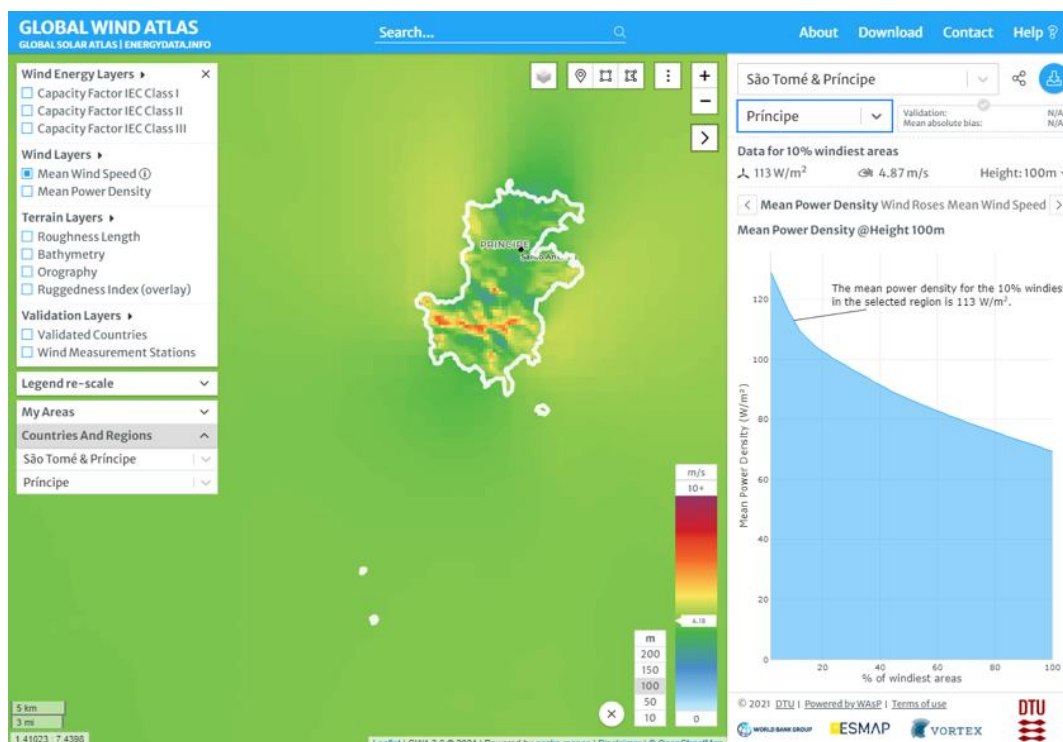 GLOBAL WIND ATLAS
GLOBAL SOLAR ATLAS | ENERGYDATA.INFO
Search...
About Download Contact Help
Wind Energy Layers
Capacity Factor IEC Class I
Capacity Factor IEC Class II
Capacity Factor IEC Class III
Wind Layers
Mean Wind Speed
Mean Power Density
Terrain Layers
Roughness Length
Bathymetry
Orography
Ruggedness Index (overlay)
Validation Layers
Validated Countries
Wind Measurement Stations
Legend re-scale
My Areas
Countries And Regions
São Tomé & Príncipe
Príncipe
PRINCIPE
m/s
10+
4.18
0
m
200
150
100
50
10
5 km
3 mi
1.41023 : 7.4398
São Tomé & Príncipe
Príncipe
Validation: N/A
Mean absolute bias: N/A
Data for 10% windiest areas
113 W/m² 4.87 m/s Height: 100m
Mean Power Density Wind Roses Mean Wind Speed
Mean Power Density @Height 100m
The mean power density for the 10% windies
in the selected region is 113 W/m².
Mean Power Density (W/m²)
120
100
80
60
40
20
0
20 40 60 80 100
% of windiest areas
© 2021 DTU | Powered by WAsP | Terms of use
WORLD BANK GROUP ESMAP VORTEX DTU